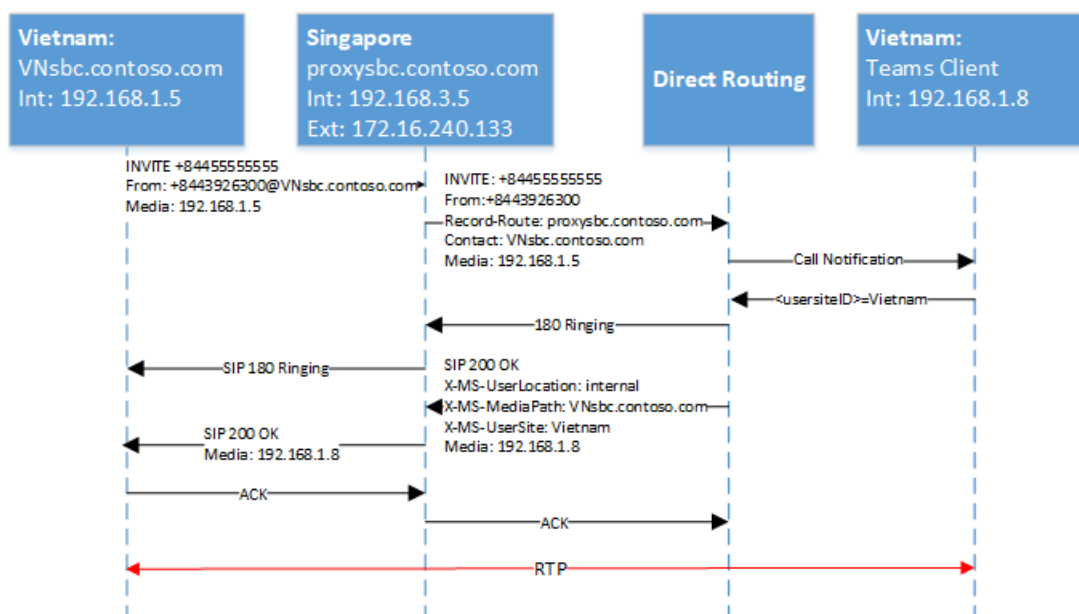 Vietnam:
VNsbc.contoso.com
Int: 192.168.1.5
Singapore
proxysbc.contoso.com
Int: 192.168.3.5
Ext: 172.16.240.133
Direct Routing
Vietnam:
Teams Client
Int: 192.168.1.8
INVITE +84455555555
From: +8443926300@VNsbc.contoso.com
Media: 192.168.1.5
INVITE: +84455555555
From:+8443926300
Record-Route: proxysbc.contoso.com
Contact: VNsbc.contoso.com
Media: 192.168.1.5
Call Notification
<usersiteID>=Vietnam
180 Ringing
SIP 180 Ringing
SIP 200 OK
X-MS-UserLocation: internal
X-MS-MediaPath: VNsbc.contoso.com
X-MS-UserSite: Vietnam
Media: 192.168.1.8
SIP 200 OK
Media: 192.168.1.8
ACK
ACK
RTP